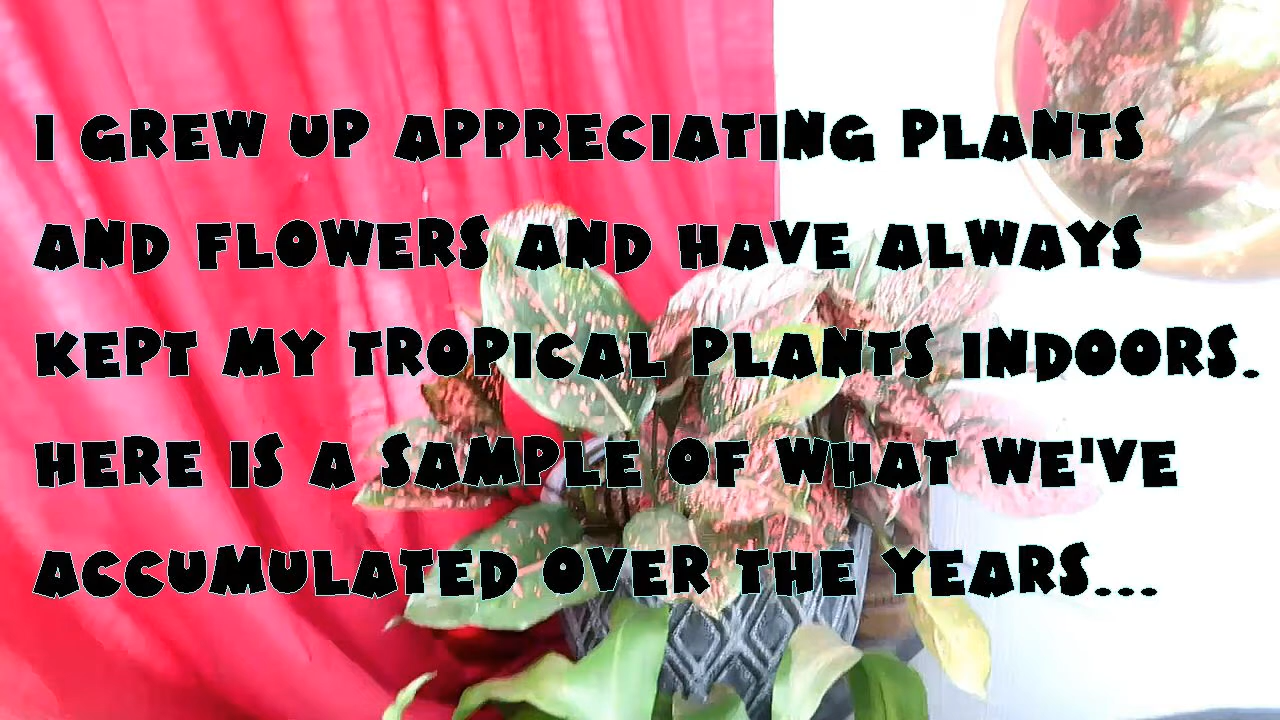 I GREW UP APPRECIATING PLANTS
AND FLOWERS AND HAVE ALWAYS
KEPT MY TROPICAL PLANTS INDOORS.
HERE IS A SAMPLE OF WHAT WE'VE
ACCUMULATED OVER THE YEARS...